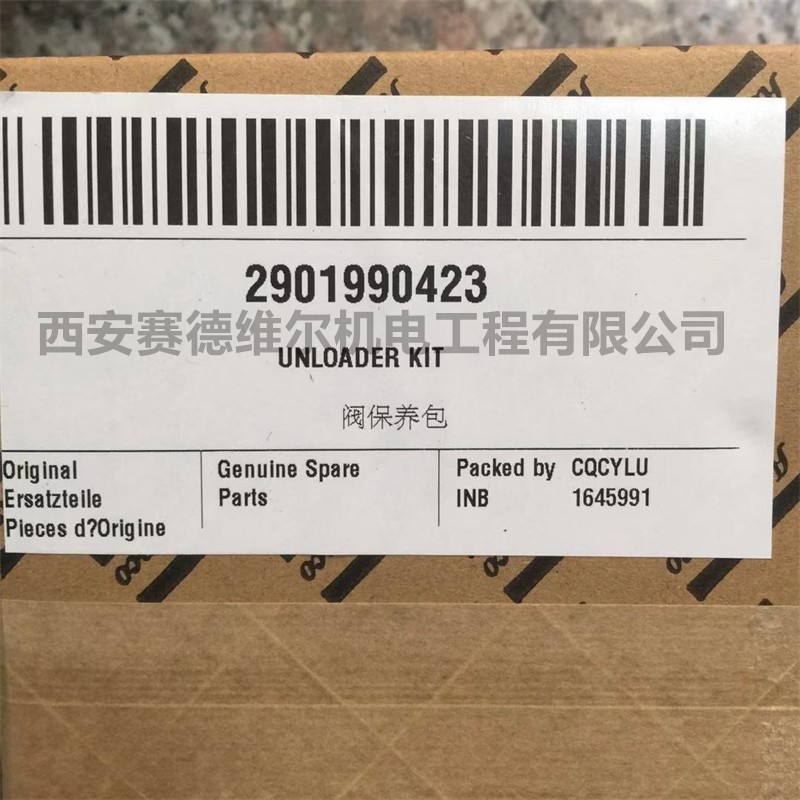 2901990423
西安赛德维尔机电工程有限公司
UNLOADER KIT
阀保养包
Original
Ersatzteile
Pieces d?Origine
Genuine Spare
Parts
Packed by CQCYLU
INB 1645991